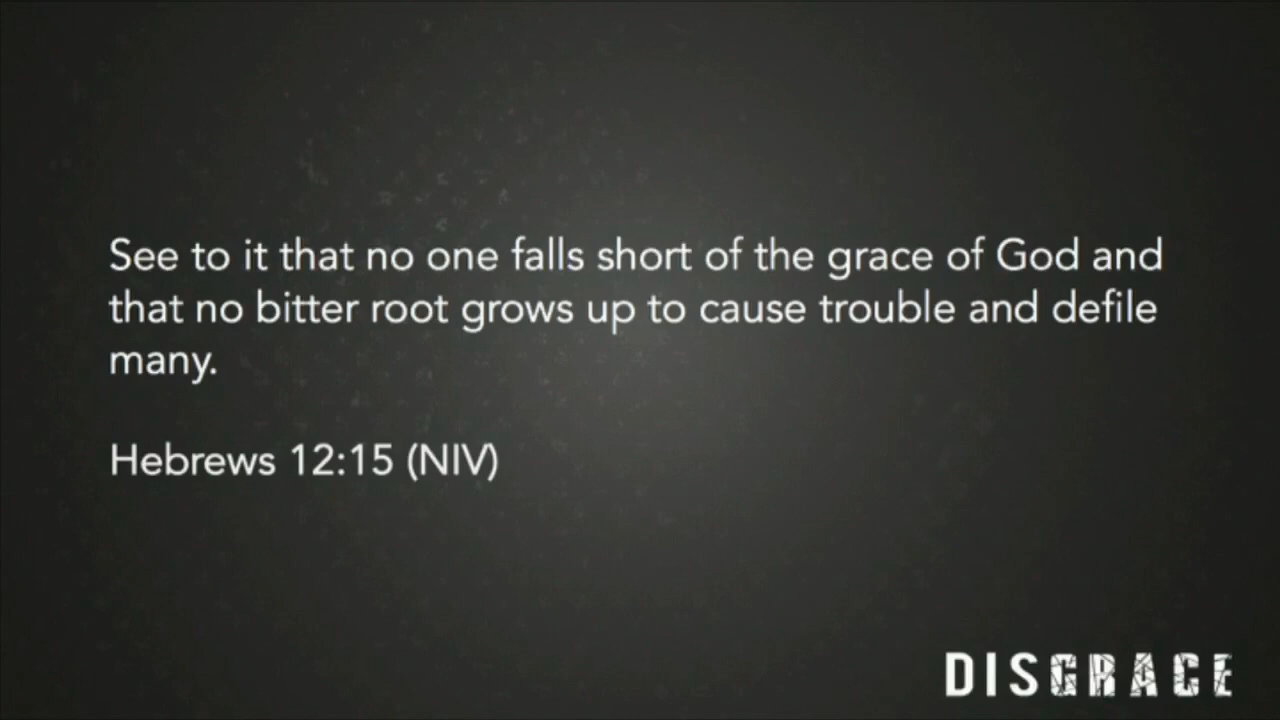 See to it that no one falls short of the grace of God and
that no bitter root grows up to cause trouble and defile
many.
Hebrews 12:15 (NIV)
DISGRACE